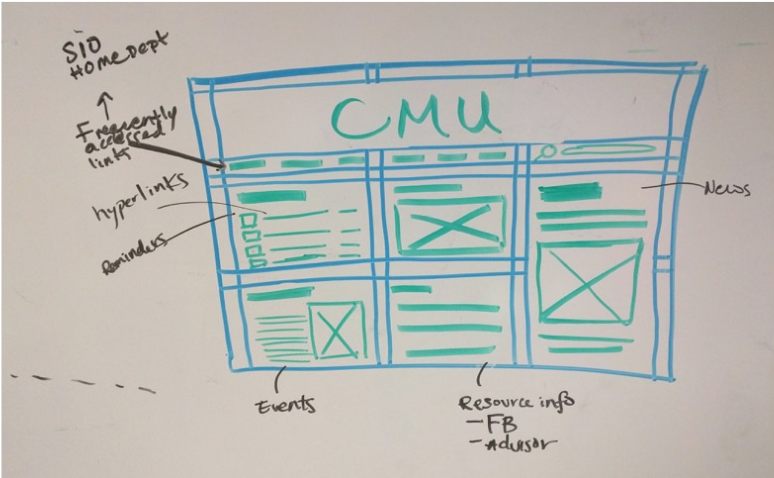 SIO
Home Dept
Frequently
accessed
links
CMU
hyperlinks
Reminders
News
Events
Resource info
- FB
- Advisor